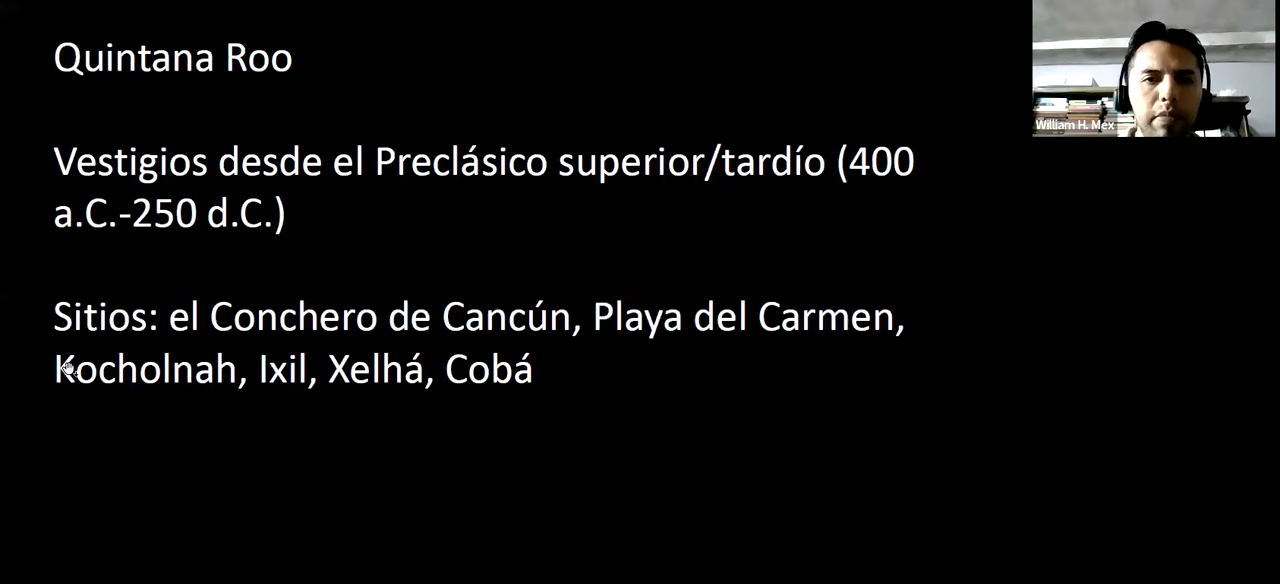 Quintana Roo
Vestigios desde el Preclásico superior/tardío (400
a.C.-250 d.C.)
Sitios: el Conchero de Cancún, Playa del Carmen,
Kocholnah, Ixil, Xelhá, Cobá
William H. Mex